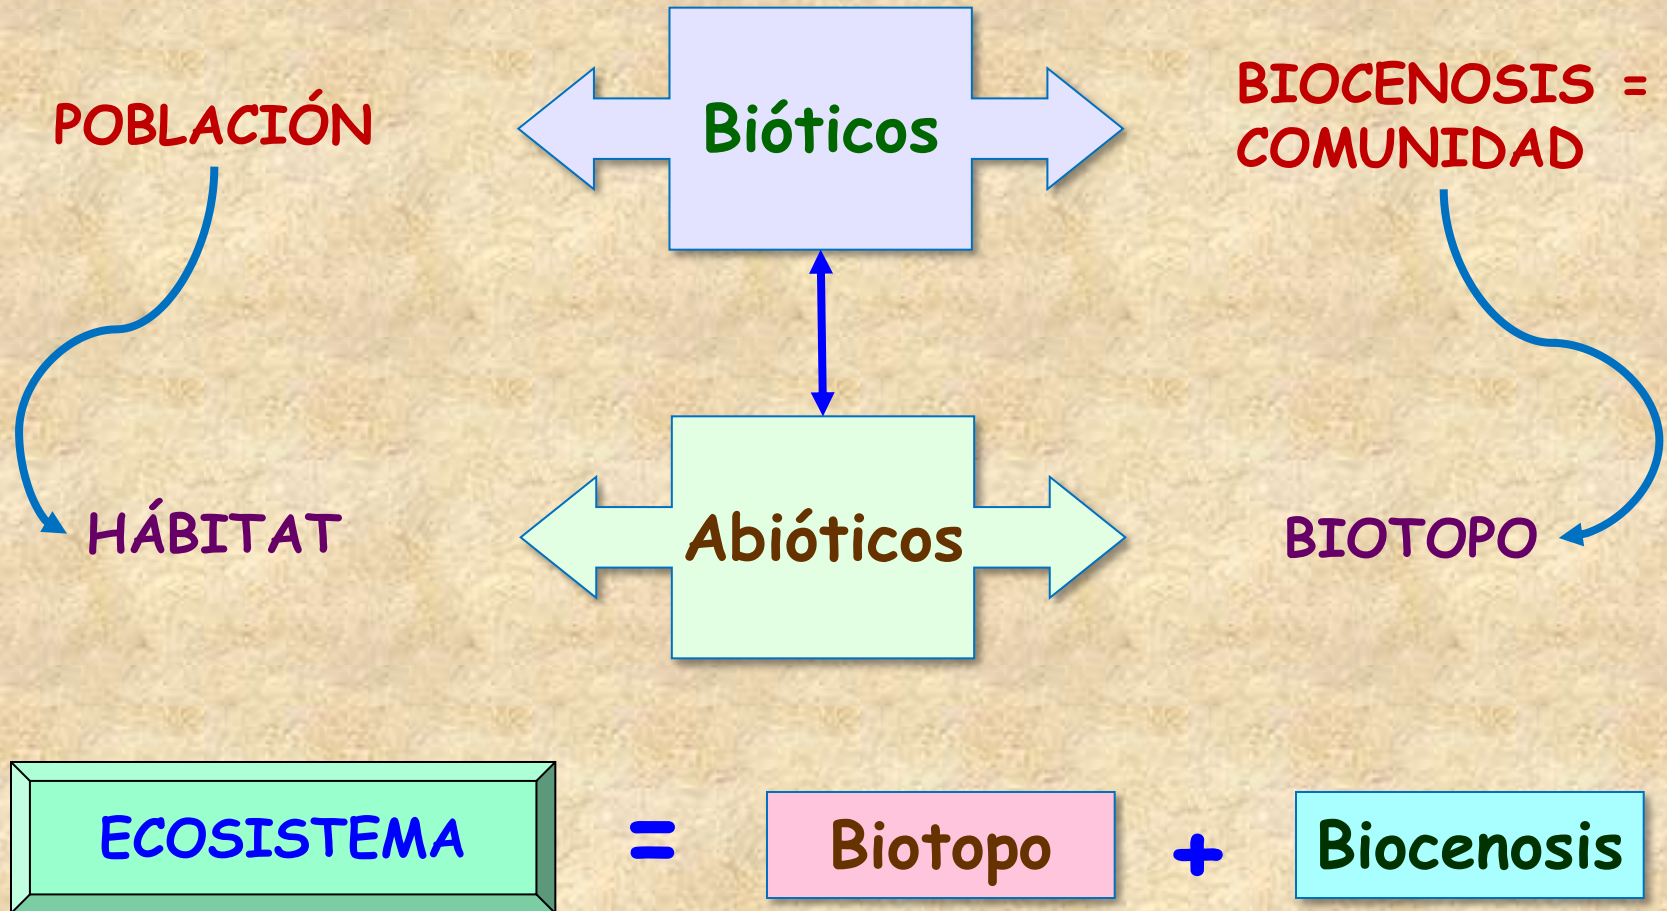 POBLACIÓN
Bióticos
BIOCENOSIS =
COMUNIDAD
HÁBITAT
Abióticos
BIOTOPO
ECOSISTEMA = Biotopo + Biocenosis